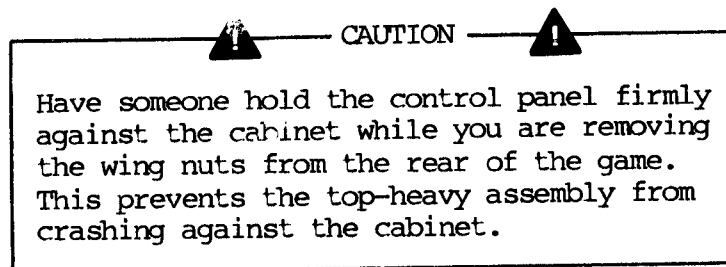 CAUTION
Have someone hold the control panel firmly
against the cabinet while you are removing
the wing nuts from the rear of the game.
This prevents the top-heavy assembly from
crashing against the cabinet.